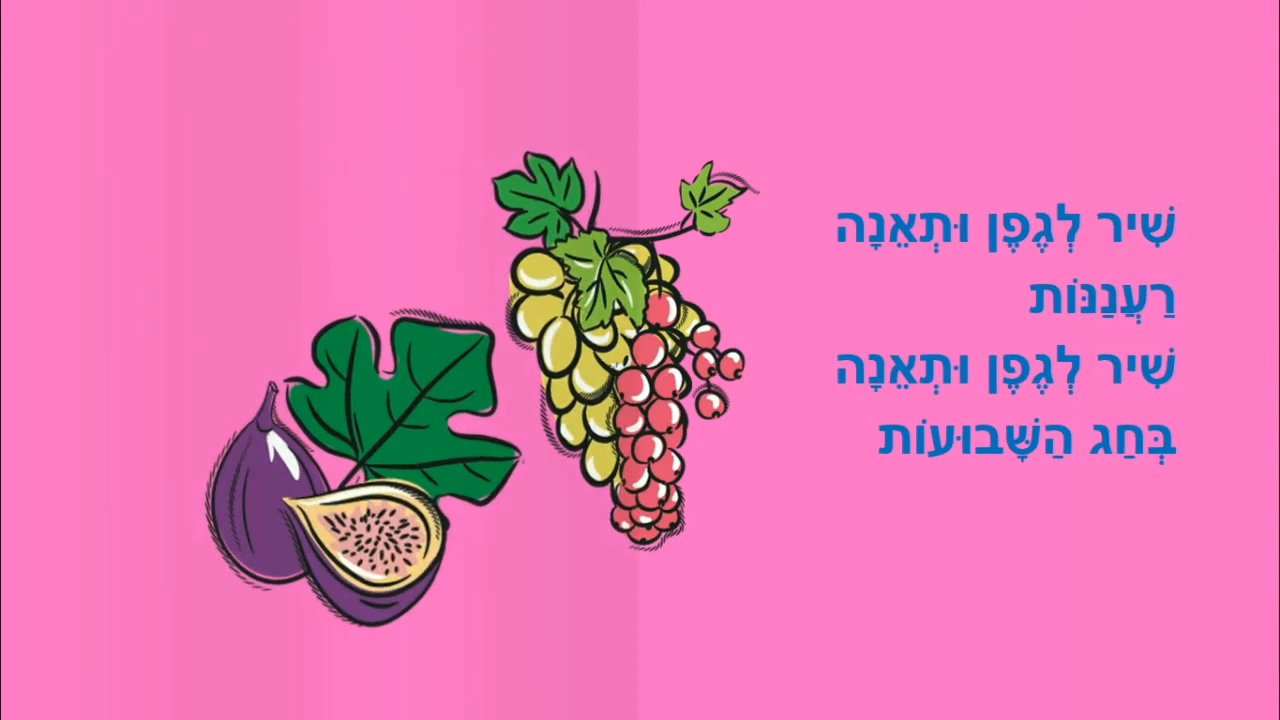 שִׁיר לְגֶפֶן וּתְאֵנָה
רַעֲנַנּוֹת
שִׁיר לְגֶפֶן וּתְאֵנָה
בְּחַג הַשָּׁבוּעוֹת